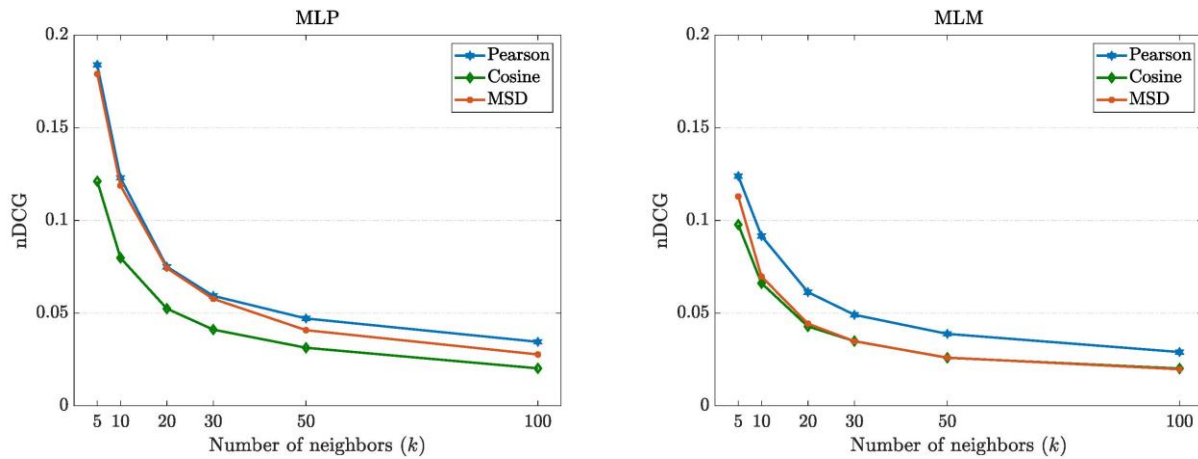 MLP
0.2
0.15
0.1
0.05
0
nDCG
5 10 20 30 50 100
Number of neighbors (k)
Pearson
Cosine
MSD
MLM
0.2
0.15
0.1
0.05
0
nDCG
5 10 20 30 50 100
Number of neighbors (k)
Pearson
Cosine
MSD